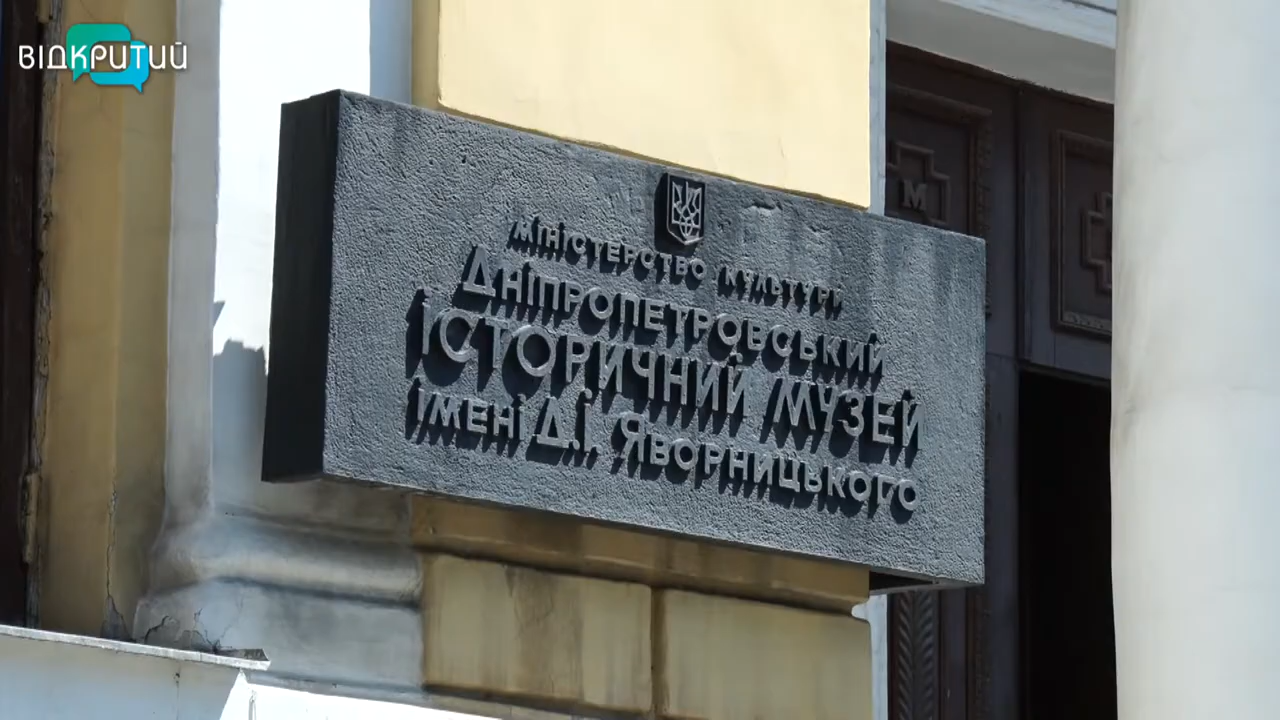 ВІДКРИТИЙ
МІНІСТЕРСТВО КУЛЬТУРИ
ДНІПРОПЕТРОВСЬКИЙ
ІСТОРИЧНИЙ МУЗЕЙ
ІМЕНІ Д.І. ЯВОРНИЦЬКОГО
М